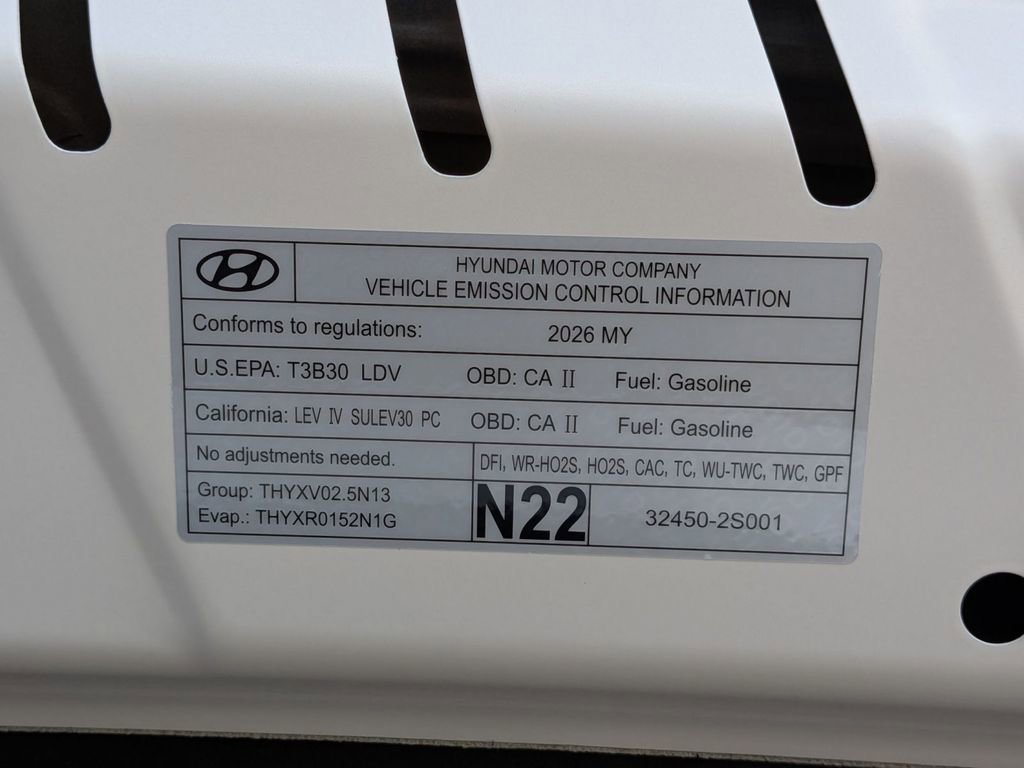 HYUNDAI MOTOR COMPANY
VEHICLE EMISSION CONTROL INFORMATION
Conforms to regulations: 2026 MY
U.S.EPA: T3B30 LDV OBD: CA II Fuel: Gasoline
California: LEV IV SULEV30 PC OBD: CA II Fuel: Gasoline
No adjustments needed.
DFI, WR-HO2S, HO2S, CAC, TC, WU-TWC, TWC, GPF
Group: THYXV02.5N13
Evap.: THYXR0152N1G
N22
32450-2S001